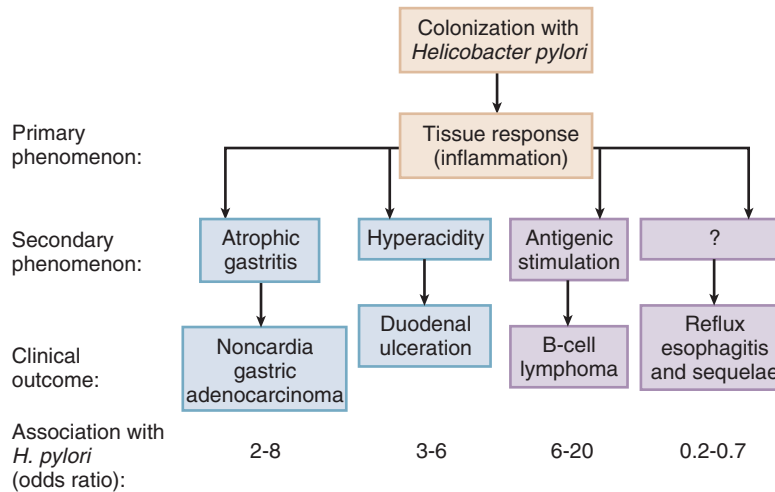 Colonization with
Helicobacter pylori
Primary
phenomenon:
Tissue response
(inflammation)
Secondary
phenomenon:
Atrophic
gastritis
Hyperacidity
Antigenic
stimulation
?
Clinical
outcome:
Noncardia
gastric
adenocarcinoma
Duodenal
ulceration
B-cell
lymphoma
Reflux
esophagitis
and sequelae
Association with
H. pylori
(odds ratio):
2-8
3-6
6-20
0.2-0.7